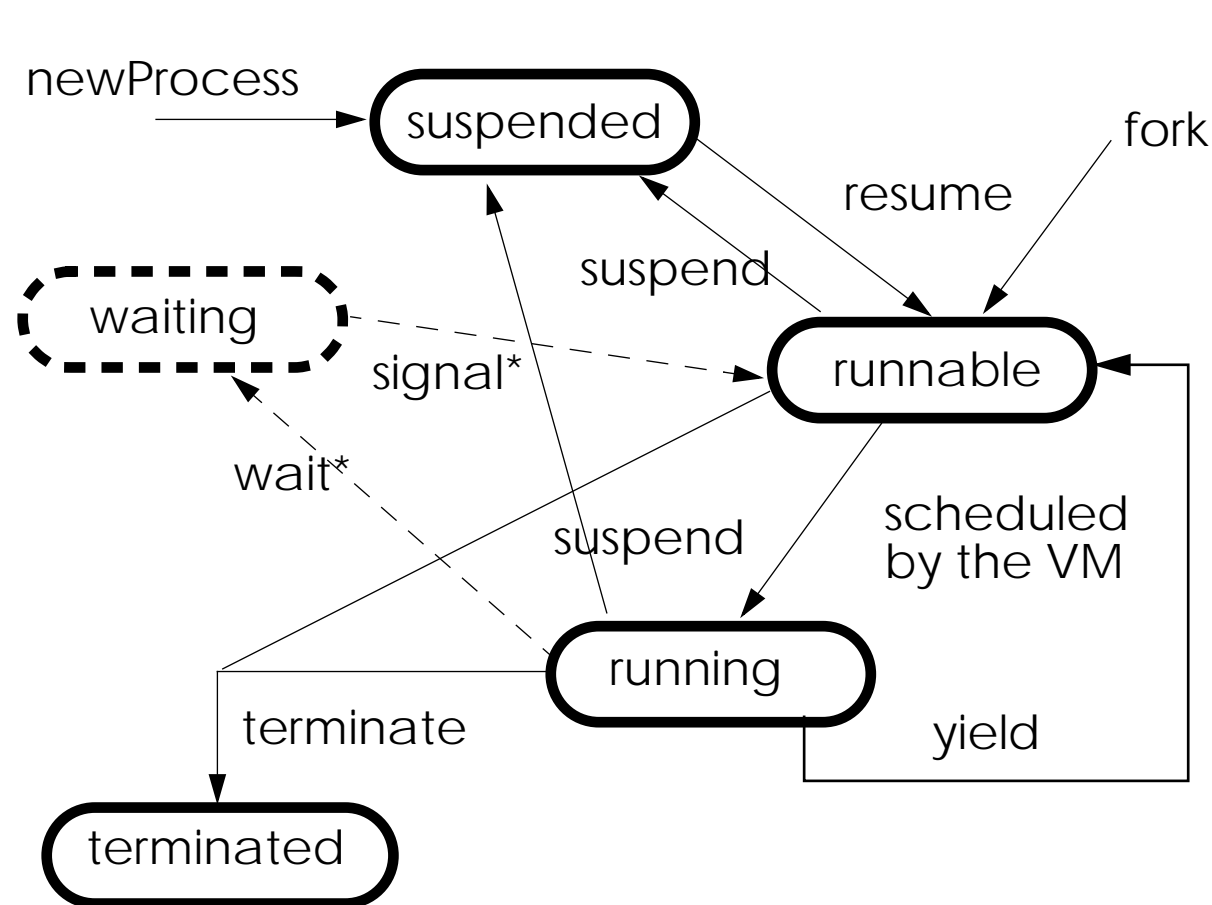 newProcess
suspended
fork
resume
suspend
waiting
signal*
runnable
wait*
suspend
scheduled
by the VM
running
terminate
yield
terminated